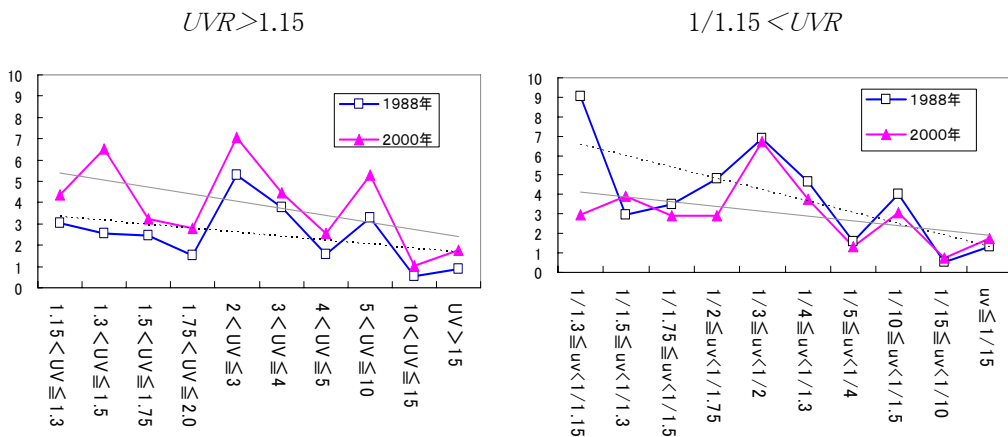 UVR＞1.15
10
9
8
7
6
5
4
3
2
1
0
1988年
2000年
1.15＜UV≦1.3
1.3＜UV≦1.5
1.5＜UV≦1.75
1.75＜UV≦2.0
2＜UV≦3
3＜UV≦4
4＜UV≦5
5＜UV≦10
10＜UV≦15
UV＞15
1/1.15＜UVR
10
9
8
7
6
5
4
3
2
1
0
1988年
2000年
1/1.3≦uv<1/1.15
1/1.5≦uv<1/1.3
1/1.75≦uv<1/1.5
1/2≦uv<1/1.75
1/3≦uv<1/2
1/4≦uv<1/1.3
1/5≦uv<1/4
1/10≦uv<1/1.5
1/15≦uv<1/10
uv≦1/15